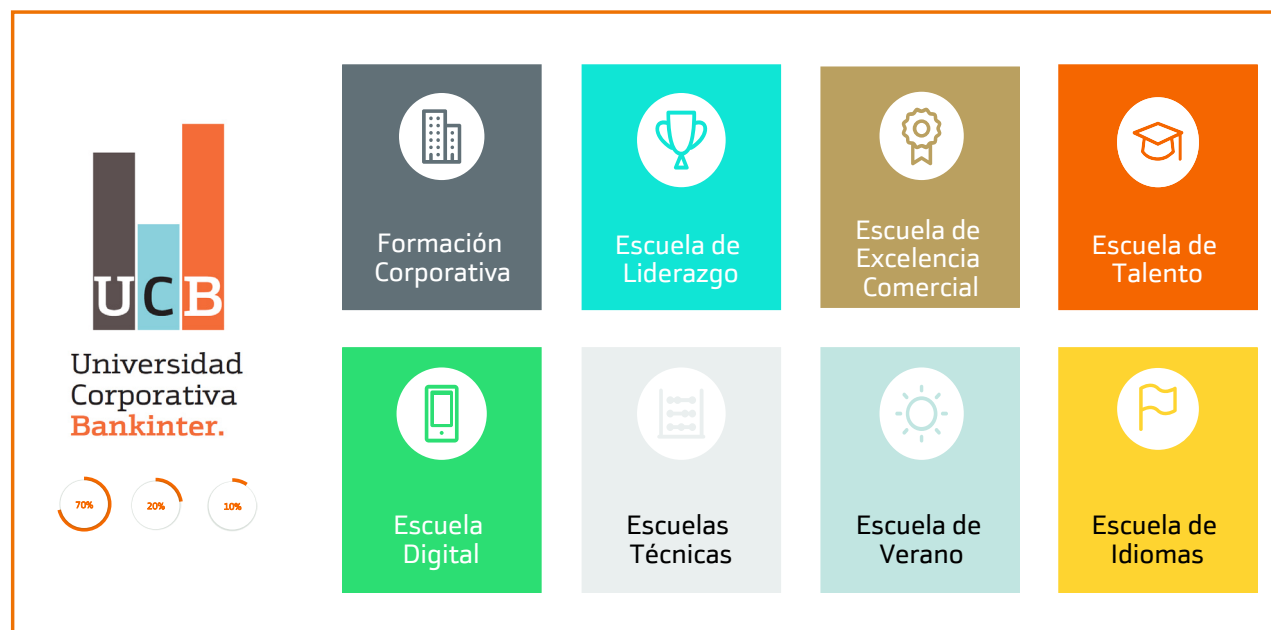 UCB
Universidad
Corporativa
Bankinter.
70%
20%
10%
Formación
Corporativa
Escuela de
Liderazgo
Escuela de
Excelencia
Comercial
Escuela de
Talento
Escuela
Digital
Escuelas
Técnicas
Escuela de
Verano
Escuela de
Idiomas